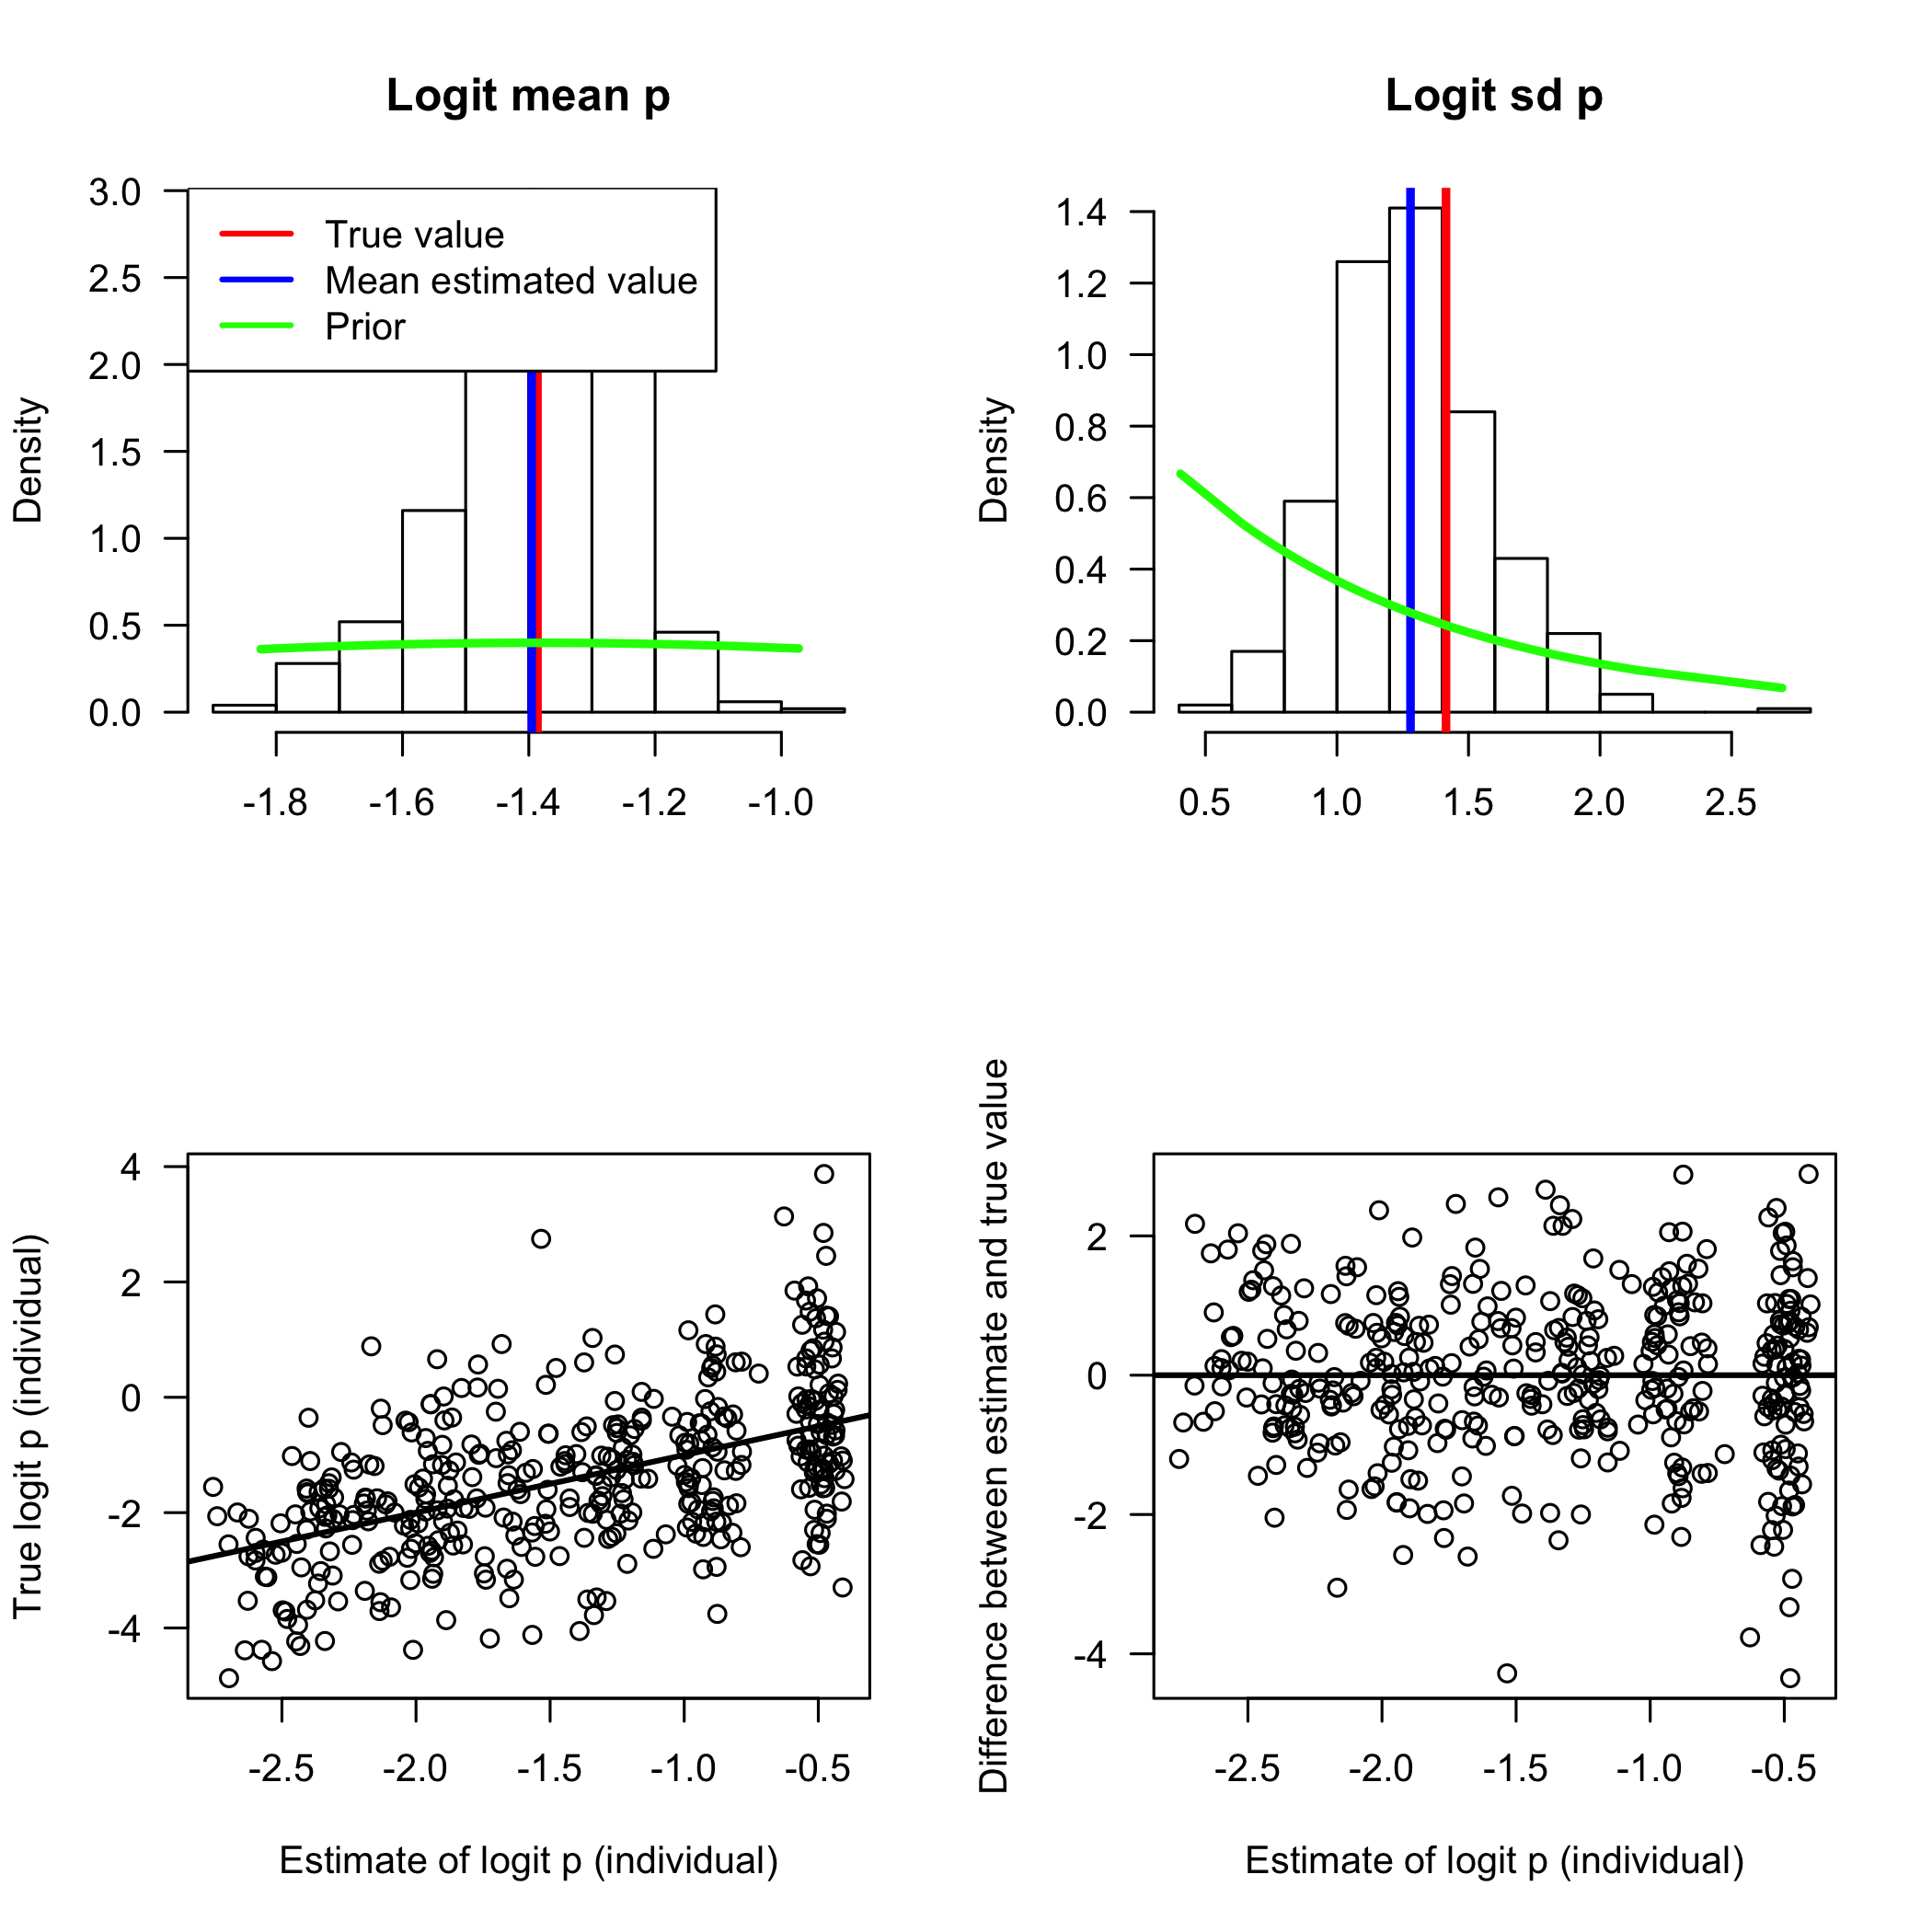 Logit mean p
3.0
2.5
2.0
1.5
1.0
0.5
0.0
Density
True value
Mean estimated value
Prior
-1.8 -1.6 -1.4 -1.2 -1.0
Logit sd p
1.4
1.2
1.0
0.8
0.6
0.4
0.2
0.0
Density
0.5 1.0 1.5 2.0 2.5
True logit p (individual)
4
2
0
-2
-4
-2.5 -2.0 -1.5 -1.0 -0.5
Estimate of logit p (individual)
Difference between estimate and true value
2
0
-2
-4
-2.5 -2.0 -1.5 -1.0 -0.5
Estimate of logit p (individual)